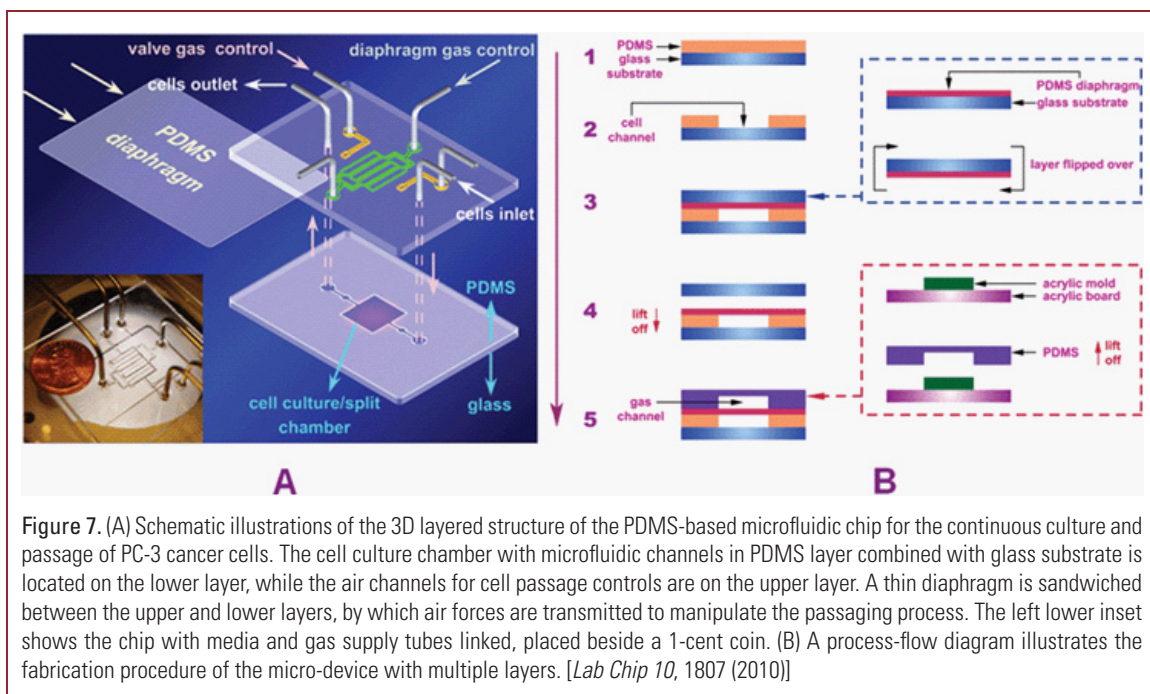 valve gas control
diaphragm gas control
cells outlet
PDMS
diaphragm
cells inlet
PDMS
cell culture/split
chamber
glass
A
1
PDMS
glass
substrate
2
cell
channel
3
4
lift
off
5
gas
channel
PDMS diaphragm
glass substrate
layer flipped over
acrylic mold
acrylic board
PDMS
lift
off
B
Figure 7. (A) Schematic illustrations of the 3D layered structure of the PDMS-based microfluidic chip for the continuous culture and
passage of PC-3 cancer cells. The cell culture chamber with microfluidic channels in PDMS layer combined with glass substrate is
located on the lower layer, while the air channels for cell passage controls are on the upper layer. A thin diaphragm is sandwiched
between the upper and lower layers, by which air forces are transmitted to manipulate the passaging process. The left lower inset
shows the chip with media and gas supply tubes linked, placed beside a 1-cent coin. (B) A process-flow diagram illustrates the
fabrication procedure of the micro-device with multiple layers. [Lab Chip 10, 1807 (2010)]